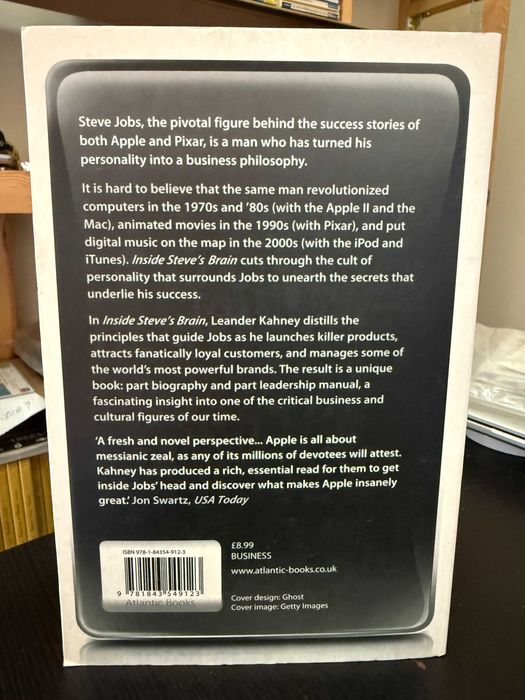 Steve Jobs, the pivotal figure behind the success stories of
both Apple and Pixar, is a man who has turned his
personality into a business philosophy.
It is hard to believe that the same man revolutionized
computers in the 1970s and '80s (with the Apple II and the
Mac), animated movies in the 1990s (with Pixar), and put
digital music on the map in the 2000s (with the iPod and
iTunes). Inside Steve's Brain cuts through the cult of
personality that surrounds Jobs to unearth the secrets that
underlie his success.
In Inside Steve's Brain, Leander Kahney distills the
principles that guide Jobs as he launches killer products,
attracts fanatically loyal customers, and manages some of
the world's most powerful brands. The result is a unique
book: part biography and part leadership manual, a
fascinating insight into one of the critical business and
cultural figures of our time.
'A fresh and novel perspective... Apple is all about
messianic zeal, as any of its millions of devotees will attest.
Kahney has produced a rich, essential read for them to get
inside Jobs' head and discover what makes Apple insanely
great.' Jon Swartz, USA Today
ISBN 978-1-84354-912-3
9 781843 549123
Atlantic Books
£8.99
BUSINESS
www.atlantic-books.co.uk
Cover design: Ghost
Cover image: Getty Images